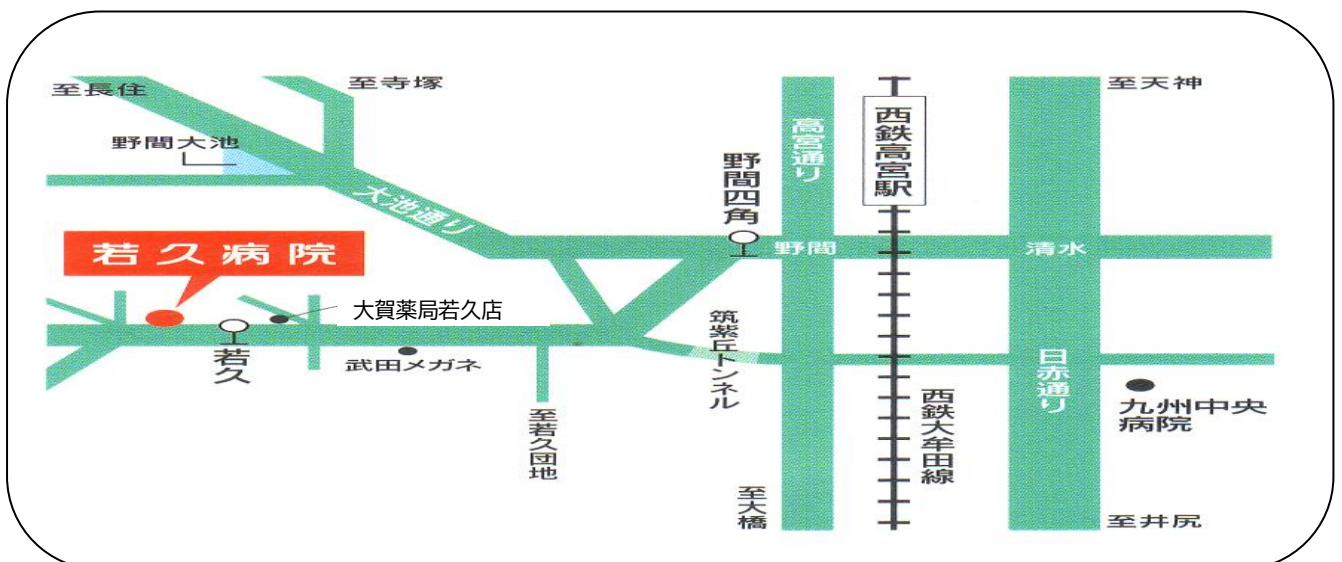 至長住
至寺塚
至天神
野間大池
高宮通り
西鉄高宮駅
野間四角
大池通り
野間
清水
若久病院
大賀薬局若久店
若久
武田メガネ
筑紫丘トンネル
日赤通り
九州中央
病院
至若久団地
西鉄大牟田線
至大橋
至井尻